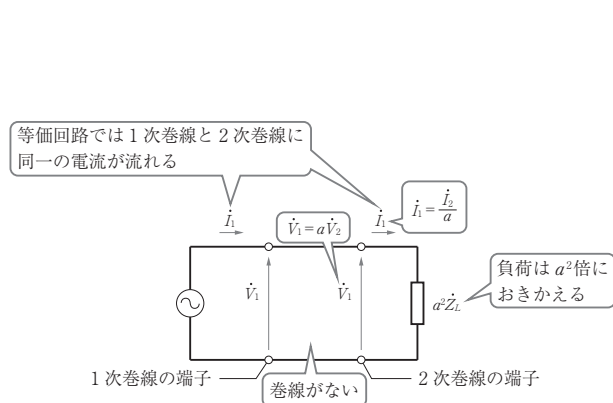 等価回路では1次巻線と2次巻線に
同一の電流が流れる
İ₁
İ₁
İ₁=İ₂/a
V̇₁=aV̇₂
V̇₁
V̇₁
a²Ż_L
負荷は a²倍に
おきかえる
1次巻線の端子
巻線がない
2次巻線の端子